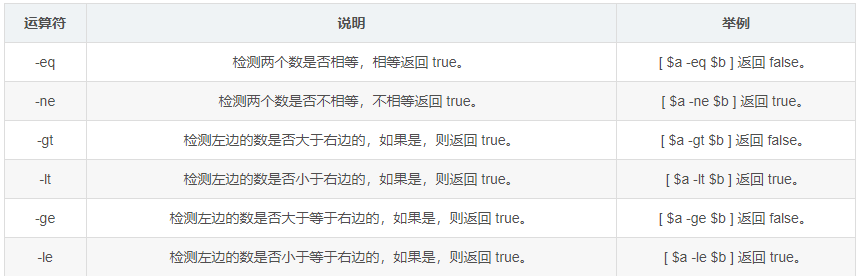 运算符 说明 举例
-eq 检测两个数是否相等，相等返回 true。 [ $a -eq $b ] 返回 false。
-ne 检测两个数是否不相等，不相等返回 true。 [ $a -ne $b ] 返回 true。
-gt 检测左边的数是否大于右边的，如果是，则返回 true。 [ $a -gt $b ] 返回 false。
-lt 检测左边的数是否小于右边的，如果是，则返回 true。 [ $a -lt $b ] 返回 true。
-ge 检测左边的数是否大于等于右边的，如果是，则返回 true。 [ $a -ge $b ] 返回 false。
-le 检测左边的数是否小于等于右边的，如果是，则返回 true。 [ $a -le $b ] 返回 true。